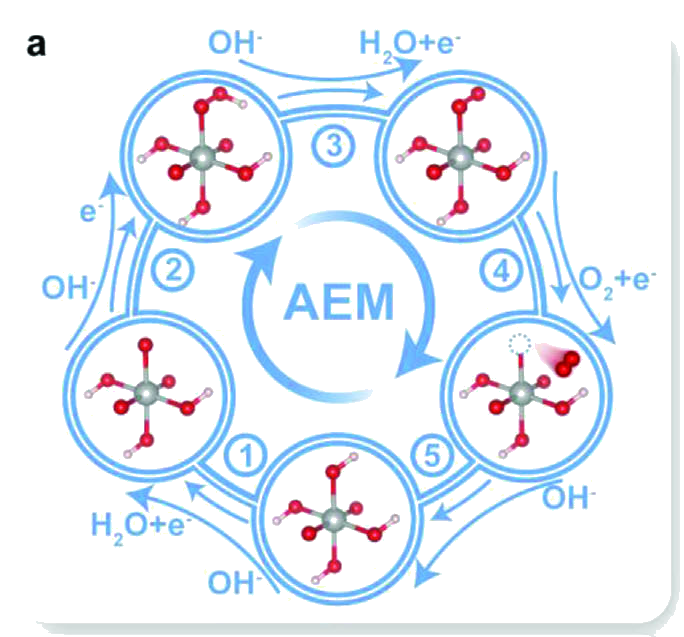 a
OH⁻
H₂O+e⁻
③
e⁻
②
④
OH⁻
O₂+e⁻
AEM
①
⑤
H₂O+e⁻
OH⁻
OH⁻